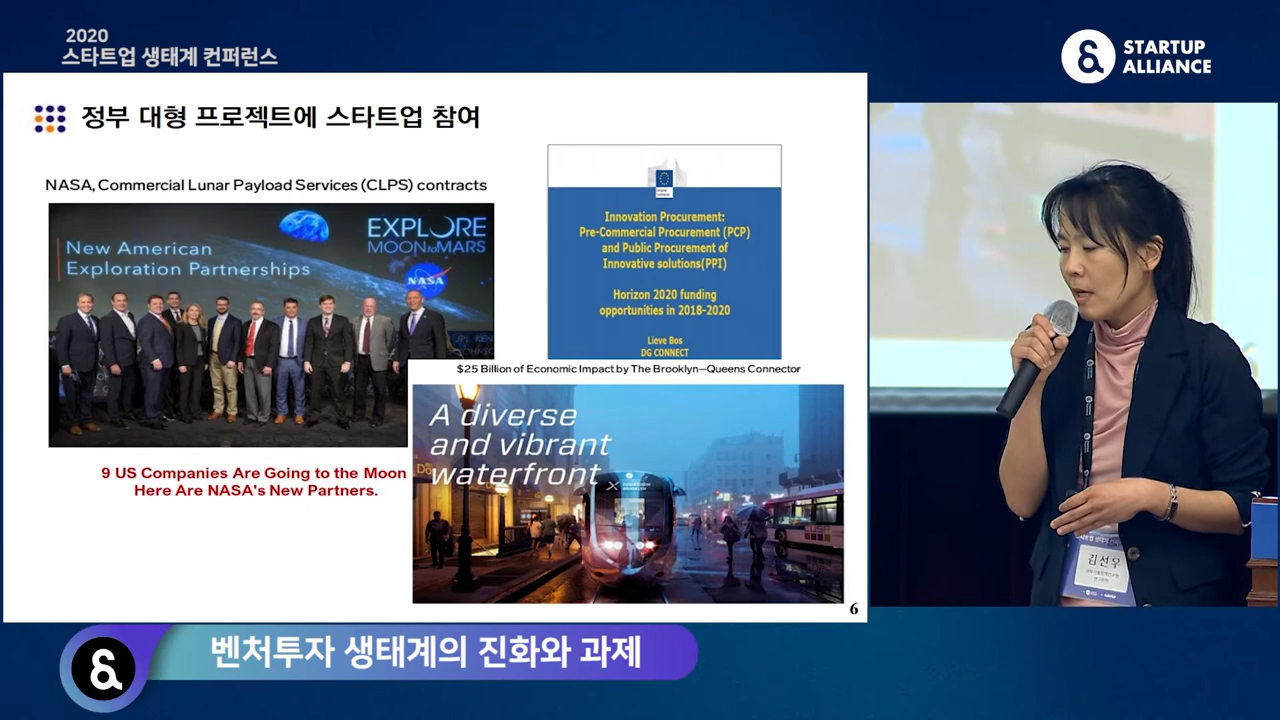 2020
스타트업 생태계 컨퍼런스
STARTUP
ALLIANCE
정부 대형 프로젝트에 스타트업 참여
NASA, Commercial Lunar Payload Services (CLPS) contracts
New American
Exploration Partnerships
EXPLORE
MOON to MARS
NASA
9 US Companies Are Going to the Moon
Here Are NASA's New Partners.
Innovation Procurement:
Pre-Commercial Procurement (PCP)
and Public Procurement of
Innovative solutions(PPI)
Horizon 2020 funding
opportunities in 2018-2020
Lieve Bos
DG CONNECT
$25 Billion of Economic Impact by The Brooklyn–Queens Connector
A diverse
and vibrant
waterfront
6
김선우
벤처투자 생태계의 진화와 과제